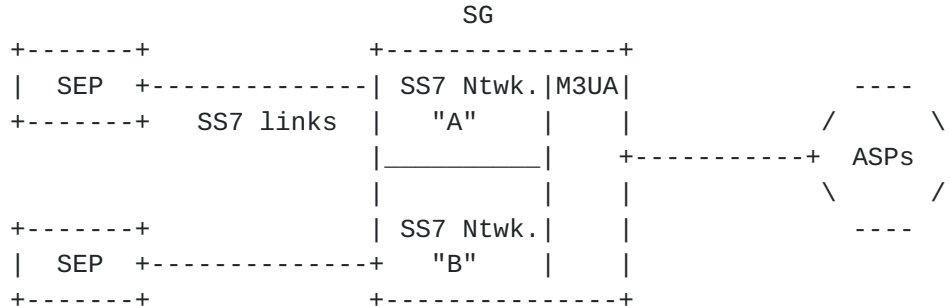 SG
SEP SS7 Ntwk. M3UA
SS7 links "A"
ASPs
SS7 Ntwk.
SEP "B"